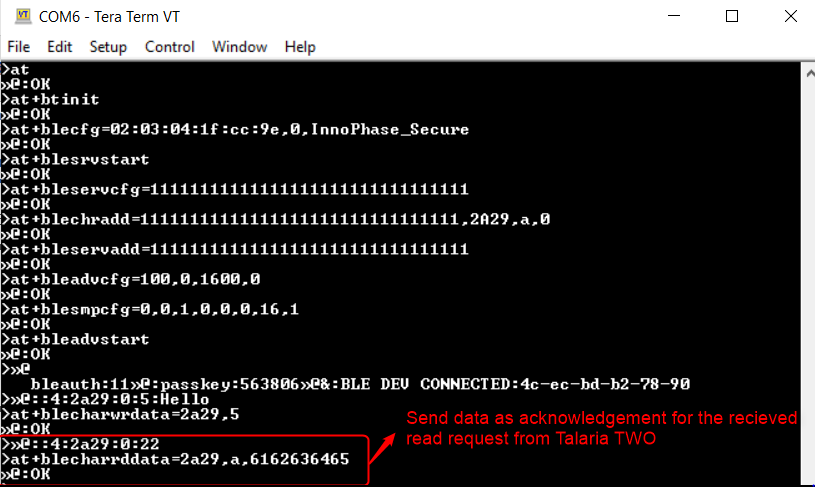 COM6 - Tera Term VT
File Edit Setup Control Window Help
>at
»@:OK
>at+btinit
»@:OK
>at+blecfg=02:03:04:1f:cc:9e,0,InnoPhase_Secure
»@:OK
>at+blesrvstart
»@:OK
>at+bleservcfg=11111111111111111111111111111111
»@:OK
>at+blechradd=11111111111111111111111111111111,2A29,a,0
»@:OK
>at+bleservadd=11111111111111111111111111111111
»@:OK
>at+bleadvcfg=100,0,1600,0
»@:OK
>at+blesmpcfg=0,0,1,0,0,0,16,1
»@:OK
>at+bleadvstart
»@:OK
>»@
bleauth:11»@:passkey:563806»@&:BLE DEV CONNECTED:4c-ec-bd-b2-78-90
»@::4:2a29:0:5:Hello
>at+blecharwrdata=2a29,5
»@:OK
>»@::4:2a29:0:22
>at+blecharrddata=2a29,a,6162636465
»@:OK
Send data as acknowledgement for the recieved
read request from Talaria TWO